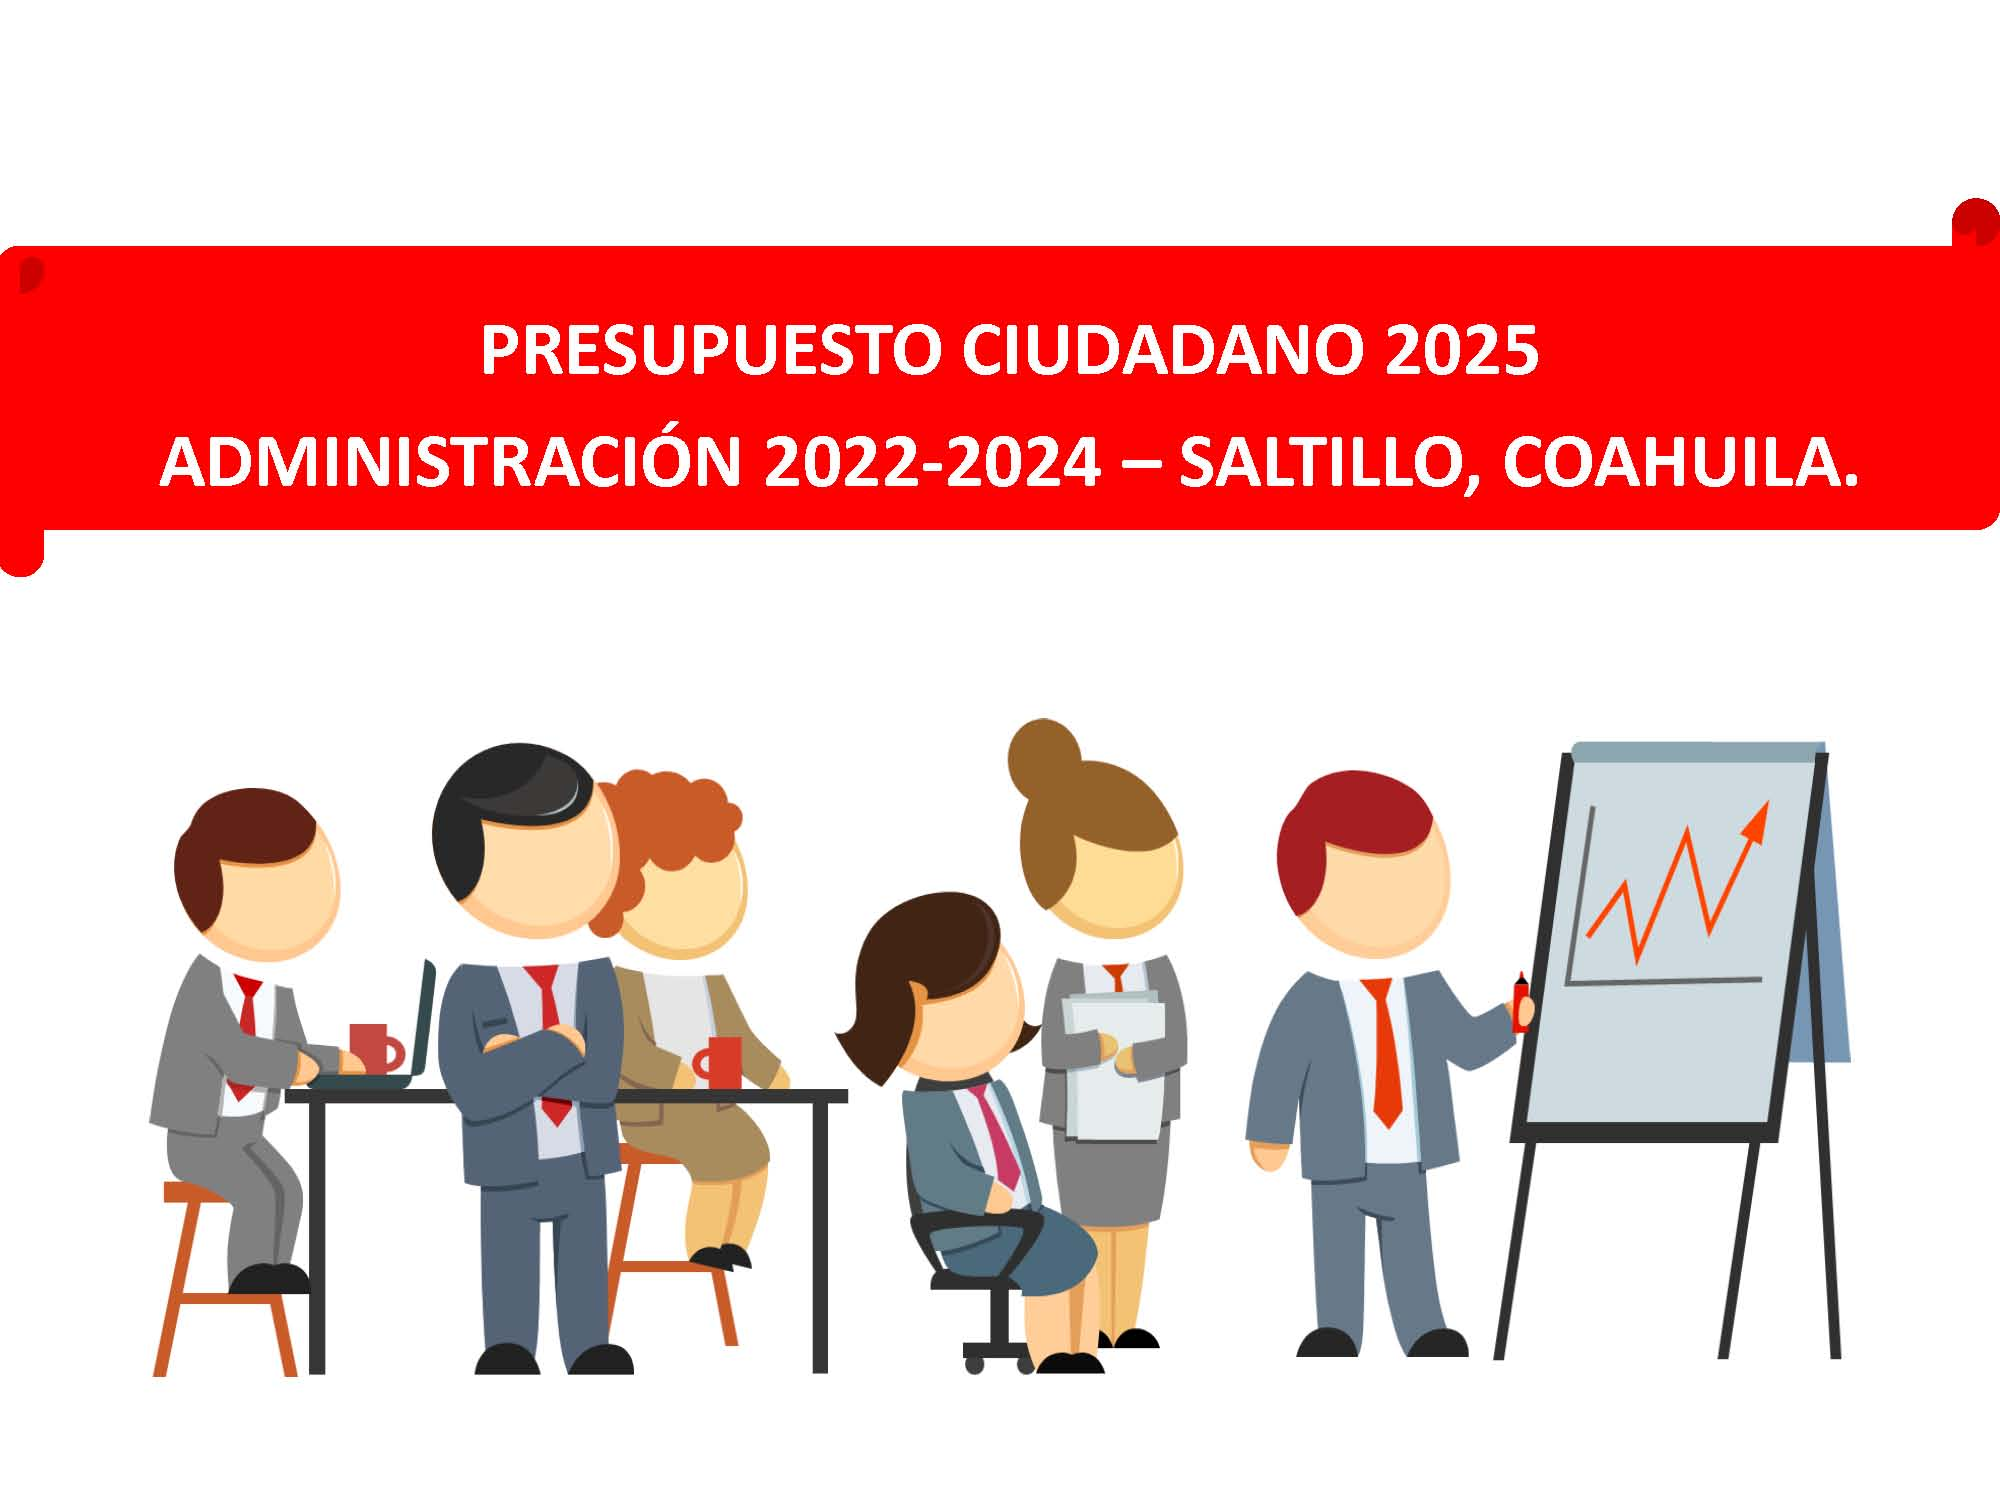 PRESUPUESTO CIUDADANO 2025
ADMINISTRACIÓN 2022-2024 – SALTILLO, COAHUILA.